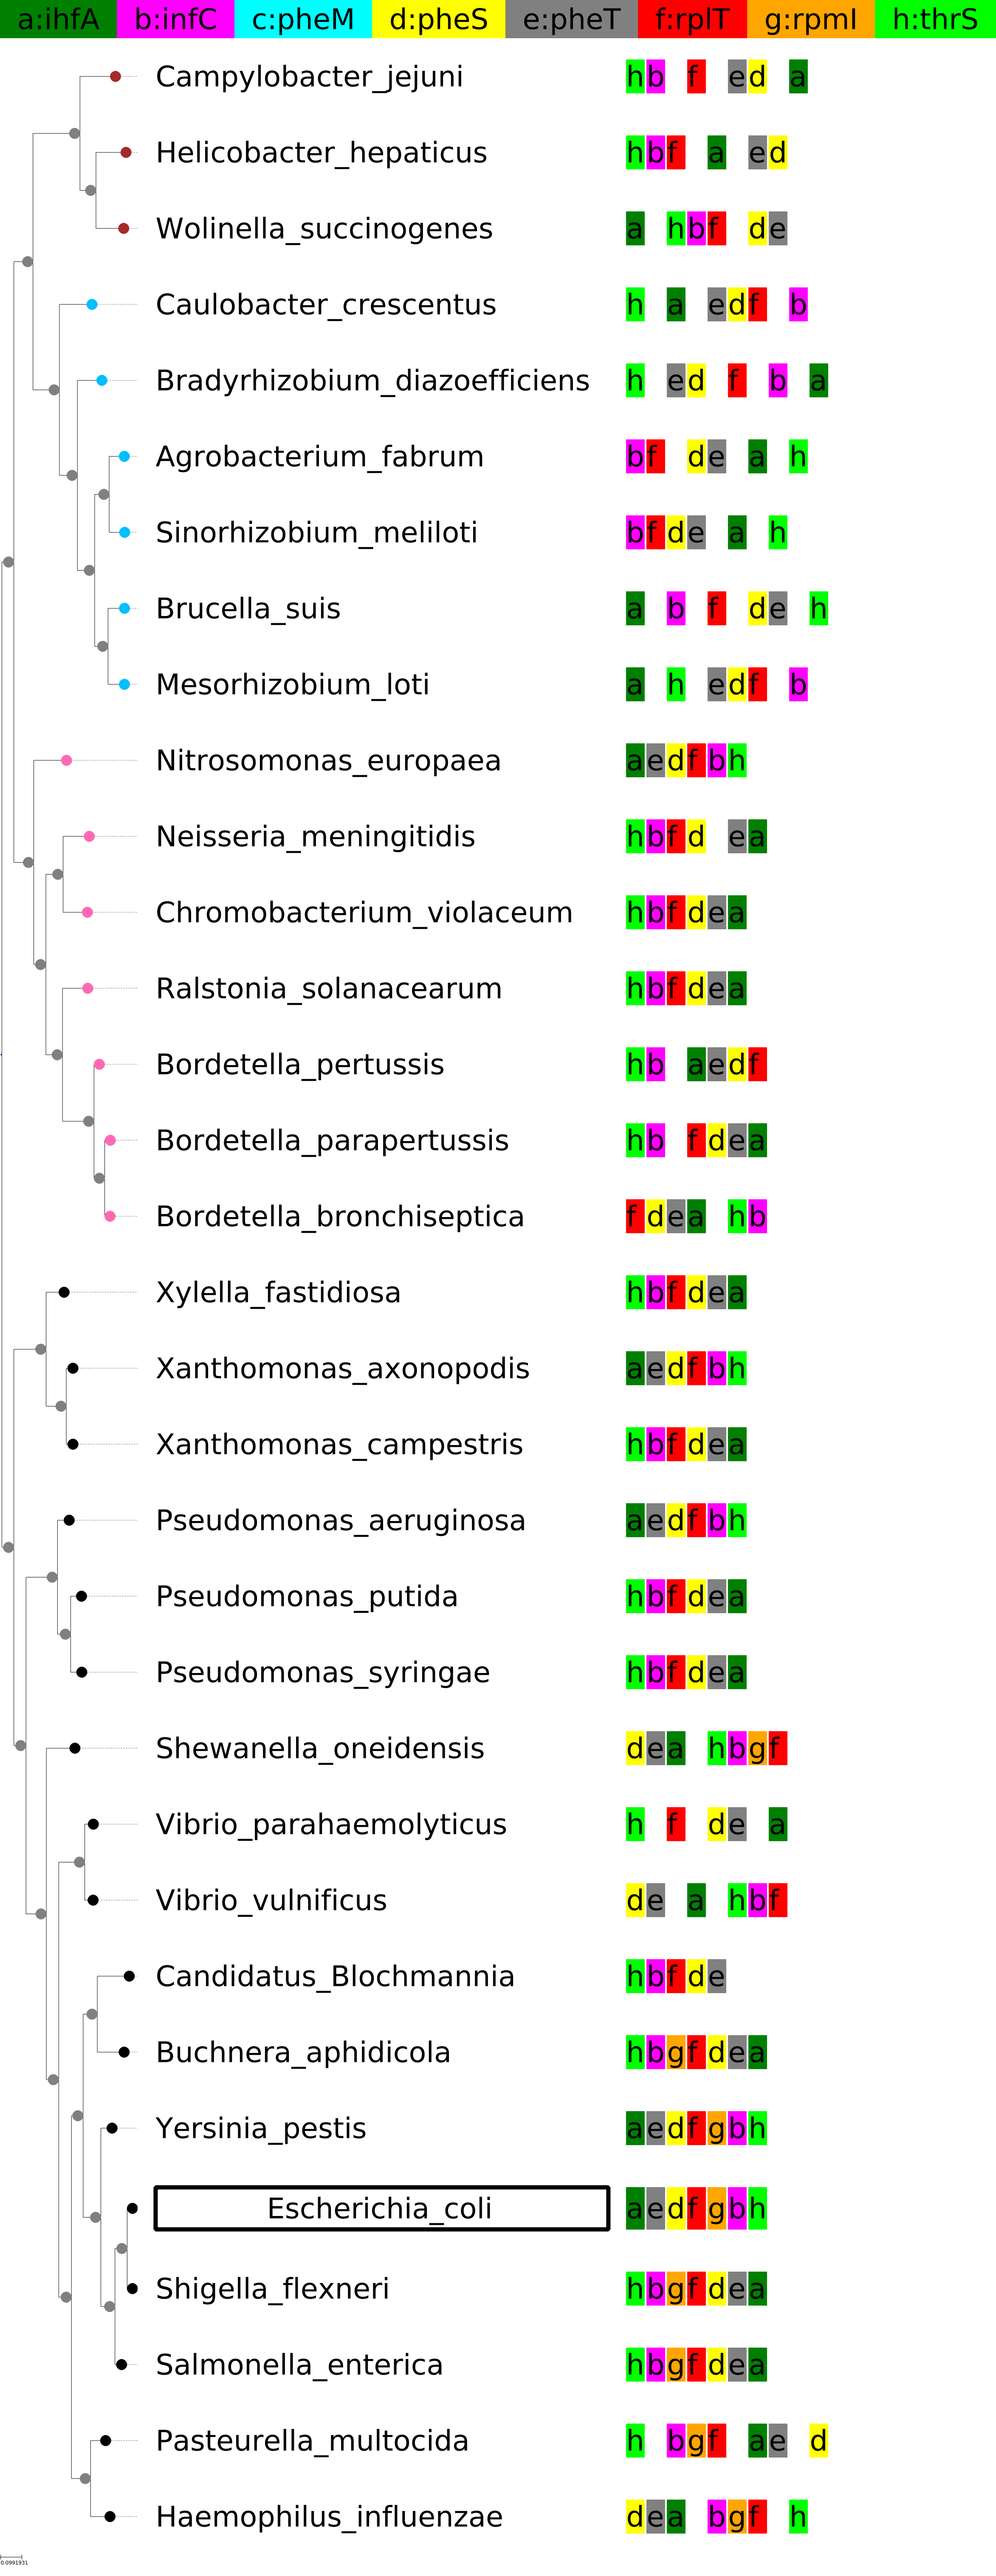 a:ihfA b:infC c:pheM d:pheS e:pheT f:rplT g:rpmI h:thrS
Campylobacter_jejuni hb f ed a
Helicobacter_hepaticus hbf a ed
Wolinella_succinogenes a hbf de
Caulobacter_crescentus h a edf b
Bradyrhizobium_diazoefficiens h ed f b a
Agrobacterium_fabrum bf de a h
Sinorhizobium_meliloti bfde a h
Brucella_suis a b f de h
Mesorhizobium_loti a h edf b
Nitrosomonas_europaea aedfbh
Neisseria_meningitidis hbfd ea
Chromobacterium_violaceum hbfdea
Ralstonia_solanacearum hbfdea
Bordetella_pertussis hb aedf
Bordetella_parapertussis hb fdea
Bordetella_bronchiseptica fdea hb
Xylella_fastidiosa hbfdea
Xanthomonas_axonopodis aedfbh
Xanthomonas_campestris hbfdea
Pseudomonas_aeruginosa aedfbh
Pseudomonas_putida hbfdea
Pseudomonas_syringae hbfdea
Shewanella_oneidensis dea hbgf
Vibrio_parahaemolyticus h f de a
Vibrio_vulnificus de a hbf
Candidatus_Blochmannia hbfde
Buchnera_aphidicola hbgfdea
Yersinia_pestis aedfgbh
Escherichia_coli aedfgbh
Shigella_flexneri hbgfdea
Salmonella_enterica hbgfdea
Pasteurella_multocida h bgf ae d
Haemophilus_influenzae dea bgf h
0.0991931